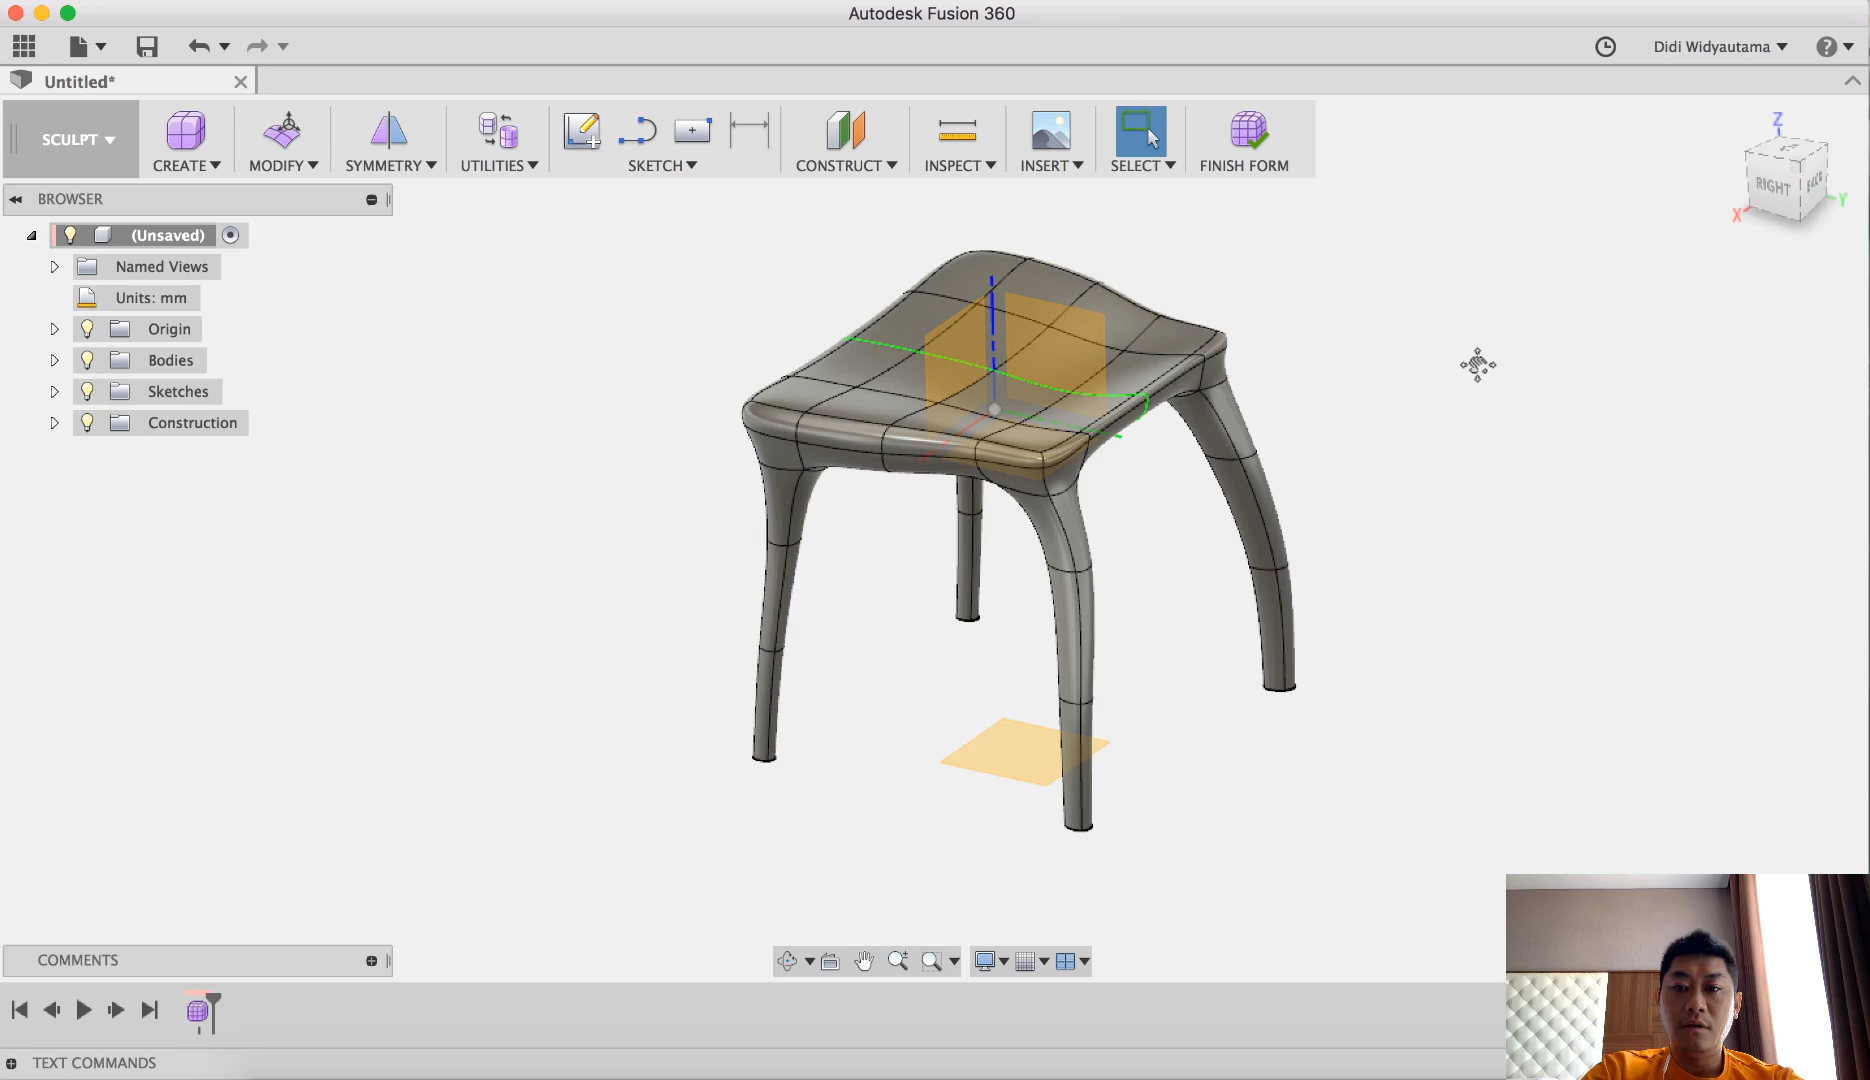 Autodesk Fusion 360
Didi Widyautama
?
Untitled*
SCULPT
CREATE
MODIFY
SYMMETRY
UTILITIES
SKETCH
CONSTRUCT
INSPECT
INSERT
SELECT
FINISH FORM
Z
RIGHT
BACK
X
Y
BROWSER
(Unsaved)
Named Views
Units: mm
Origin
Bodies
Sketches
Construction
COMMENTS
TEXT COMMANDS